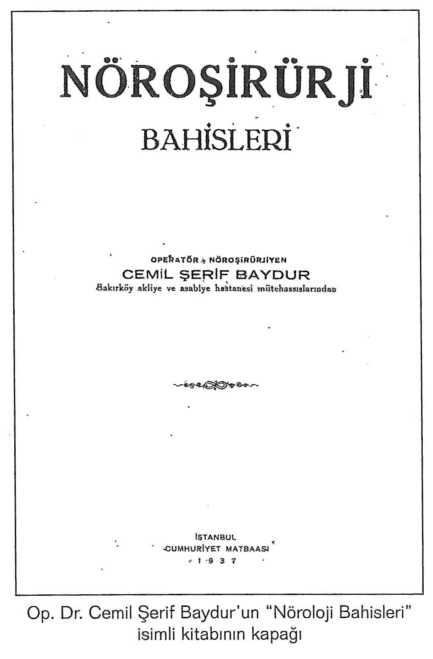 NÖROŞİRÜRJİ
BAHİSLERİ
OPERATÖR, NÖROŞİRÜRJİYEN
CEMİL ŞERİF BAYDUR
Bakırköy akliye ve asabiye hastanesi mütehassıslarından
İSTANBUL
CUMHURİYET MATBAASI
1937
Op. Dr. Cemil Şerif Baydur'un "Nöroloji Bahisleri"
isimli kitabının kapağı